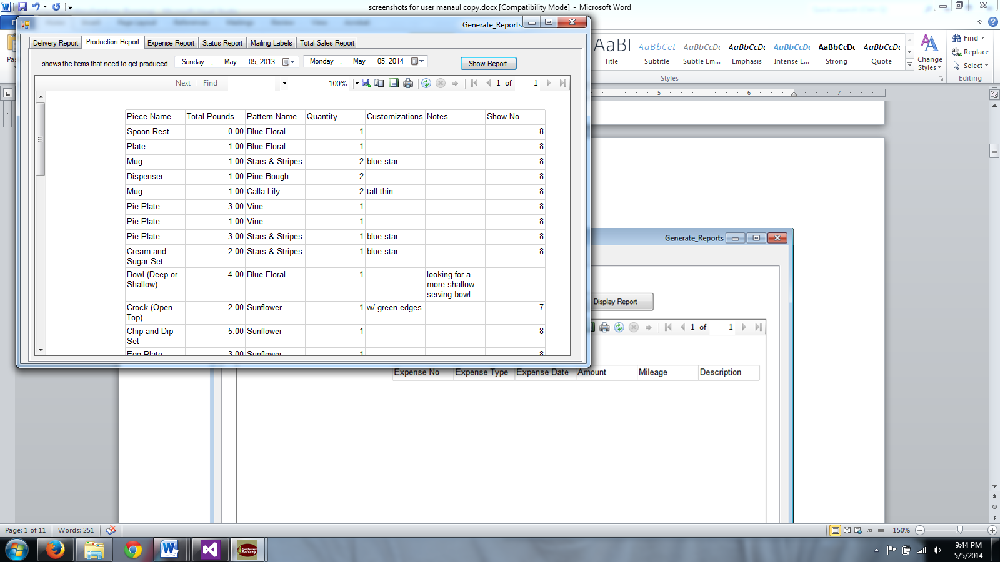 screenshots for user manaul copy.docx [Compatibility Mode] - Microsoft Word
Generate_Reports
Delivery Report Production Report Expense Report Status Report Mailing Labels Total Sales Report
shows the items that need to get produced Sunday , May 05, 2013 Monday , May 05, 2014 Show Report
Next | Find 100% 1 of 1
Piece Name Total Pounds Pattern Name Quantity Customizations Notes Show No
Spoon Rest 0.00 Blue Floral 1 8
Plate 1.00 Blue Floral 1 8
Mug 1.00 Stars & Stripes 2 blue star 8
Dispenser 1.00 Pine Bough 2 8
Mug 1.00 Calla Lily 2 tall thin 8
Pie Plate 3.00 Vine 1 8
Pie Plate 1.00 Vine 1 8
Pie Plate 3.00 Stars & Stripes 1 blue star 8
Cream and 2.00 Stars & Stripes 1 blue star 8
Sugar Set
Bowl (Deep or 4.00 Blue Floral 1 looking for a
Shallow) more shallow
serving bowl
Crock (Open 2.00 Sunflower 1 w/ green edges 7
Top)
Chip and Dip 5.00 Sunflower 1 8
Set
Egg Plate 3.00 Sunflower 1 8
AaBbCcDc AaBbCcDc AaBbCcDc AaBbCcDc AaBbCcDc
Title Subtitle Subtle Em... Emphasis Intense E... Strong Quote
Change
Styles
Styles
Find
Replace
Select
Editing
5 6 7
Generate_Reports
Display Report
1 of 1
Expense No Expense Type Expense Date Amount Mileage Description
Page: 1 of 11 Words: 251 150%
9:44 PM
5/5/2014